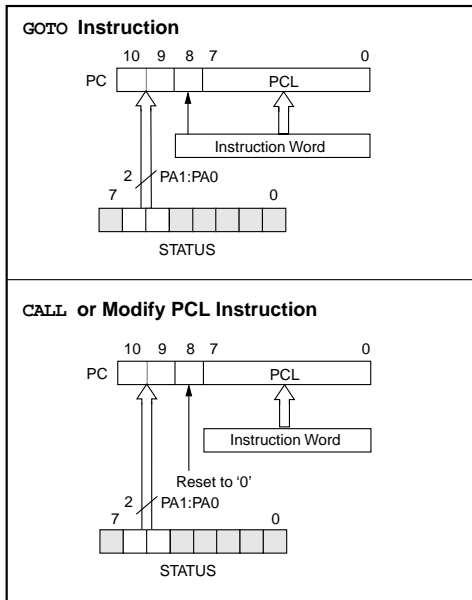 GOTO Instruction
10 9 8 7 0
PC PCL
Instruction Word
2 PA1:PA0
7 0
STATUS
CALL or Modify PCL Instruction
10 9 8 7 0
PC PCL
Instruction Word
Reset to ‘0’
2 PA1:PA0
7 0
STATUS